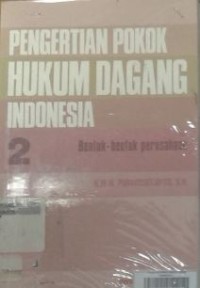 PENGERTIAN POKOK
HUKUM DAGANG
INDONESIA
2
Bentuk-bentuk perusahaan